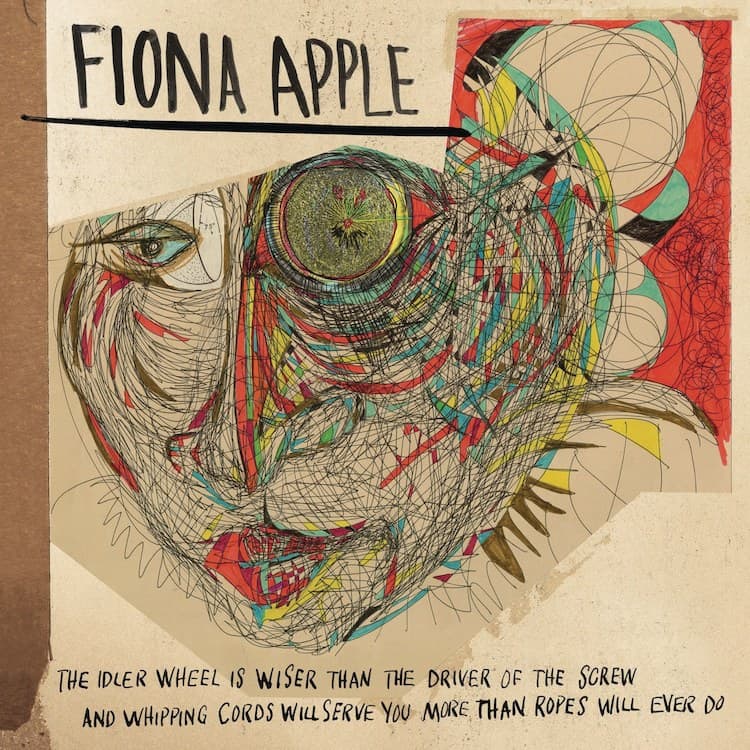 FIONA APPLE
THE IDLER WHEEL IS WISER THAN THE DRIVER OF THE SCREW
AND WHIPPING CORDS WILL SERVE YOU MORE THAN ROPES WILL EVER DO